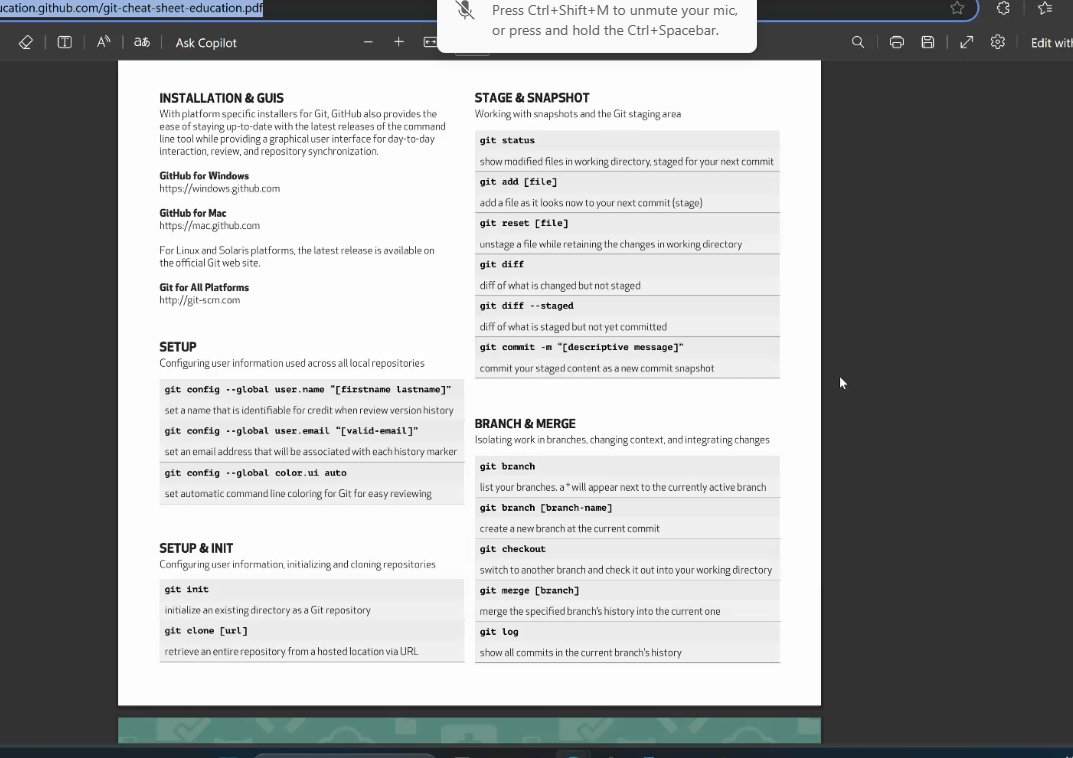 ucation.github.com/git-cheat-sheet-education.pdf
Press Ctrl+Shift+M to unmute your mic,
or press and hold the Ctrl+Spacebar.
Ask Copilot
Edit with
INSTALLATION & GUIS
With platform specific installers for Git, GitHub also provides the
ease of staying up-to-date with the latest releases of the command
line tool while providing a graphical user interface for day-to-day
interaction, review, and repository synchronization.
GitHub for Windows
https://windows.github.com
GitHub for Mac
https://mac.github.com
For Linux and Solaris platforms, the latest release is available on
the official Git web site.
Git for All Platforms
http://git-scm.com
SETUP
Configuring user information used across all local repositories
git config --global user.name "[firstname lastname]"
set a name that is identifiable for credit when review version history
git config --global user.email "[valid-email]"
set an email address that will be associated with each history marker
git config --global color.ui auto
set automatic command line coloring for Git for easy reviewing
SETUP & INIT
Configuring user information, initializing and cloning repositories
git init
initialize an existing directory as a Git repository
git clone [url]
retrieve an entire repository from a hosted location via URL
STAGE & SNAPSHOT
Working with snapshots and the Git staging area
git status
show modified files in working directory, staged for your next commit
git add [file]
add a file as it looks now to your next commit (stage)
git reset [file]
unstage a file while retaining the changes in working directory
git diff
diff of what is changed but not staged
git diff --staged
diff of what is staged but not yet committed
git commit -m "[descriptive message]"
commit your staged content as a new commit snapshot
BRANCH & MERGE
Isolating work in branches, changing context, and integrating changes
git branch
list your branches. a * will appear next to the currently active branch
git branch [branch-name]
create a new branch at the current commit
git checkout
switch to another branch and check it out into your working directory
git merge [branch]
merge the specified branch's history into the current one
git log
show all commits in the current branch's history